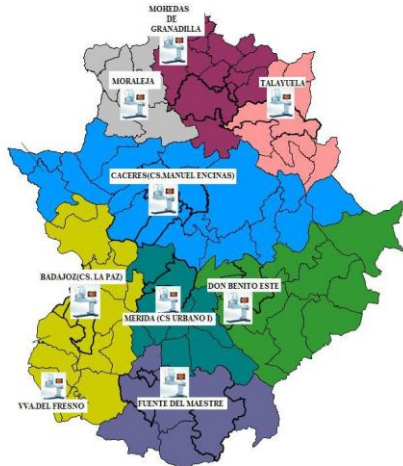 MOHEDAS
DE
GRANADILLA
MORALEJA
TALAYUELA
CACERES(CS.MANUEL ENCINAS)
BADAJOZ(CS. LA PAZ)
DON BENITO ESTE
MERIDA (CS URBANO I)
VVA.DEL FRESNO
FUENTE DEL MAESTRE